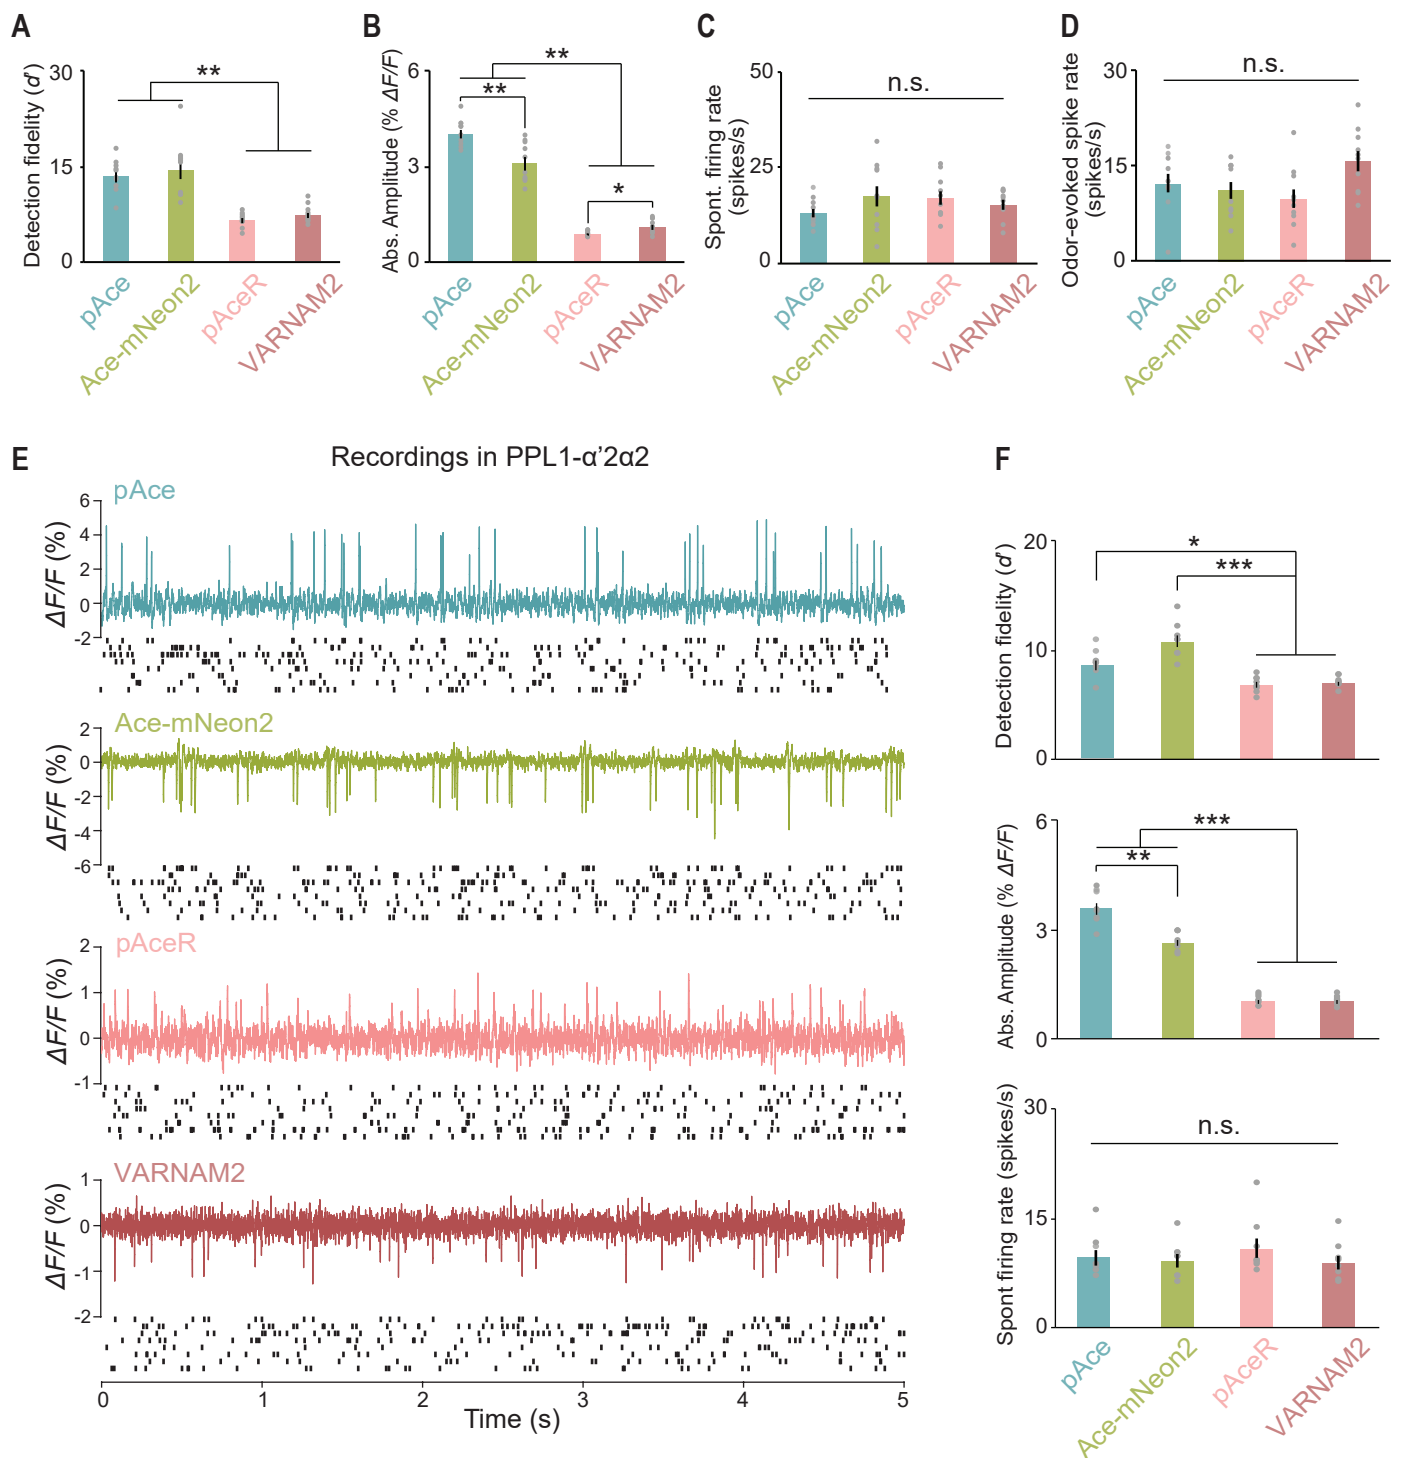 A
Detection fidelity (d')
30
15
0
**
pAce
Ace-mNeon2
pAceR
VARNAM2
B
Abs. Amplitude (% ΔF/F)
6
3
0
**
**
*
pAce
Ace-mNeon2
pAceR
VARNAM2
C
Spont. firing rate
(spikes/s)
50
25
0
n.s.
pAce
Ace-mNeon2
pAceR
VARNAM2
D
Odor-evoked spike rate
(spikes/s)
30
15
0
n.s.
pAce
Ace-mNeon2
pAceR
VARNAM2
E
Recordings in PPL1-α'2α2
pAce
ΔF/F (%)
6
4
2
0
-2
Ace-mNeon2
ΔF/F (%)
2
0
-2
-4
-6
pAceR
ΔF/F (%)
2
1
0
-1
VARNAM2
ΔF/F (%)
1
0
-1
-2
0 1 2 3 4 5
Time (s)
F
Detection fidelity (d')
20
10
0
*
***
Abs. Amplitude (% ΔF/F)
6
3
0
***
**
Spont firing rate (spikes/s)
30
15
0
n.s.
pAce
Ace-mNeon2
pAceR
VARNAM2